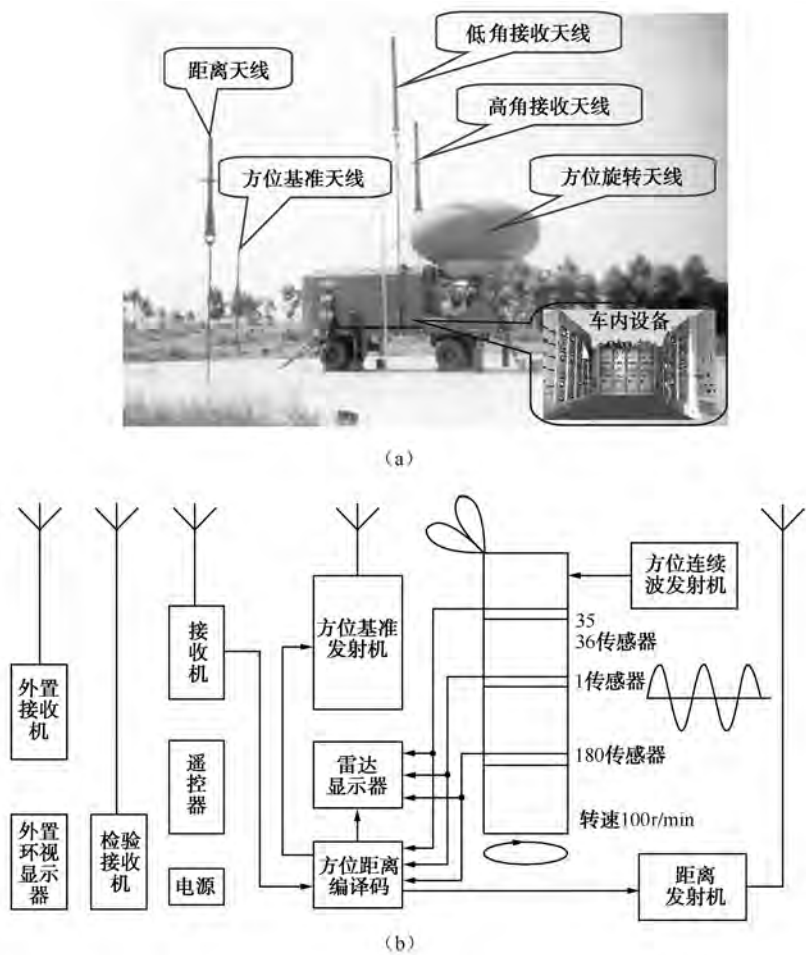 低角接收天线
距离天线
高角接收天线
方位基准天线
方位旋转天线
车内设备
(a)
方位连续
波发射机
接收机
方位基准
发射机
35
36传感器
1传感器
外置
接收
机
遥控器
雷达
显示器
180传感器
转速100r/min
外置
环视
显示
器
检验
接收
机
电源
方位距离
编译码
距离
发射机
(b)